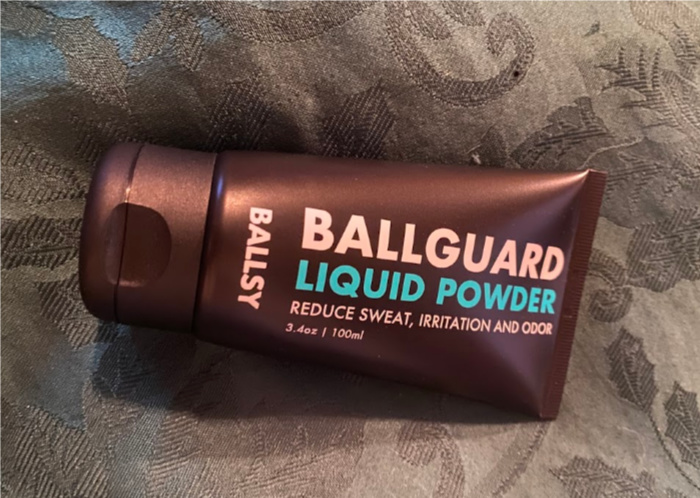 BALLSY
BALLGUARD
LIQUID POWDER
REDUCE SWEAT, IRRITATION AND ODOR
3.4oz | 100ml